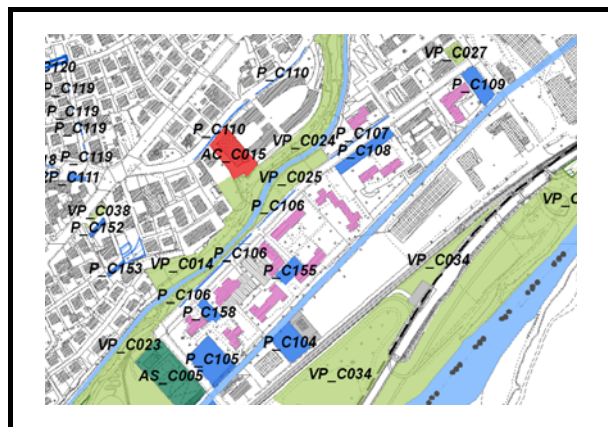 VP_C027
P_C110
P_C109
P_C119
P_C119
P_C110
P_C107
P_C119
VP_C024
P_C108
AC_C015
P_C119
VP_C025
P_C111
P_C106
VP_C038
P_C152
P_C106
VP_C034
VP_C014
P_C155
P_C153
P_C106
P_C158
VP_C023
P_C104
P_C105
AS_C005
VP_C034